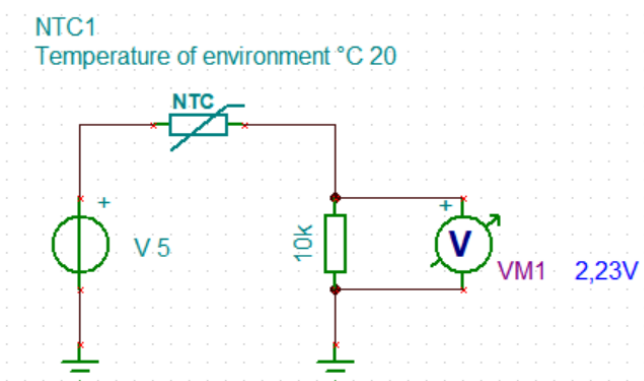 NTC1
Temperature of environment °C 20
NTC
+
+
V 5
10k
V
VM1 2,23V